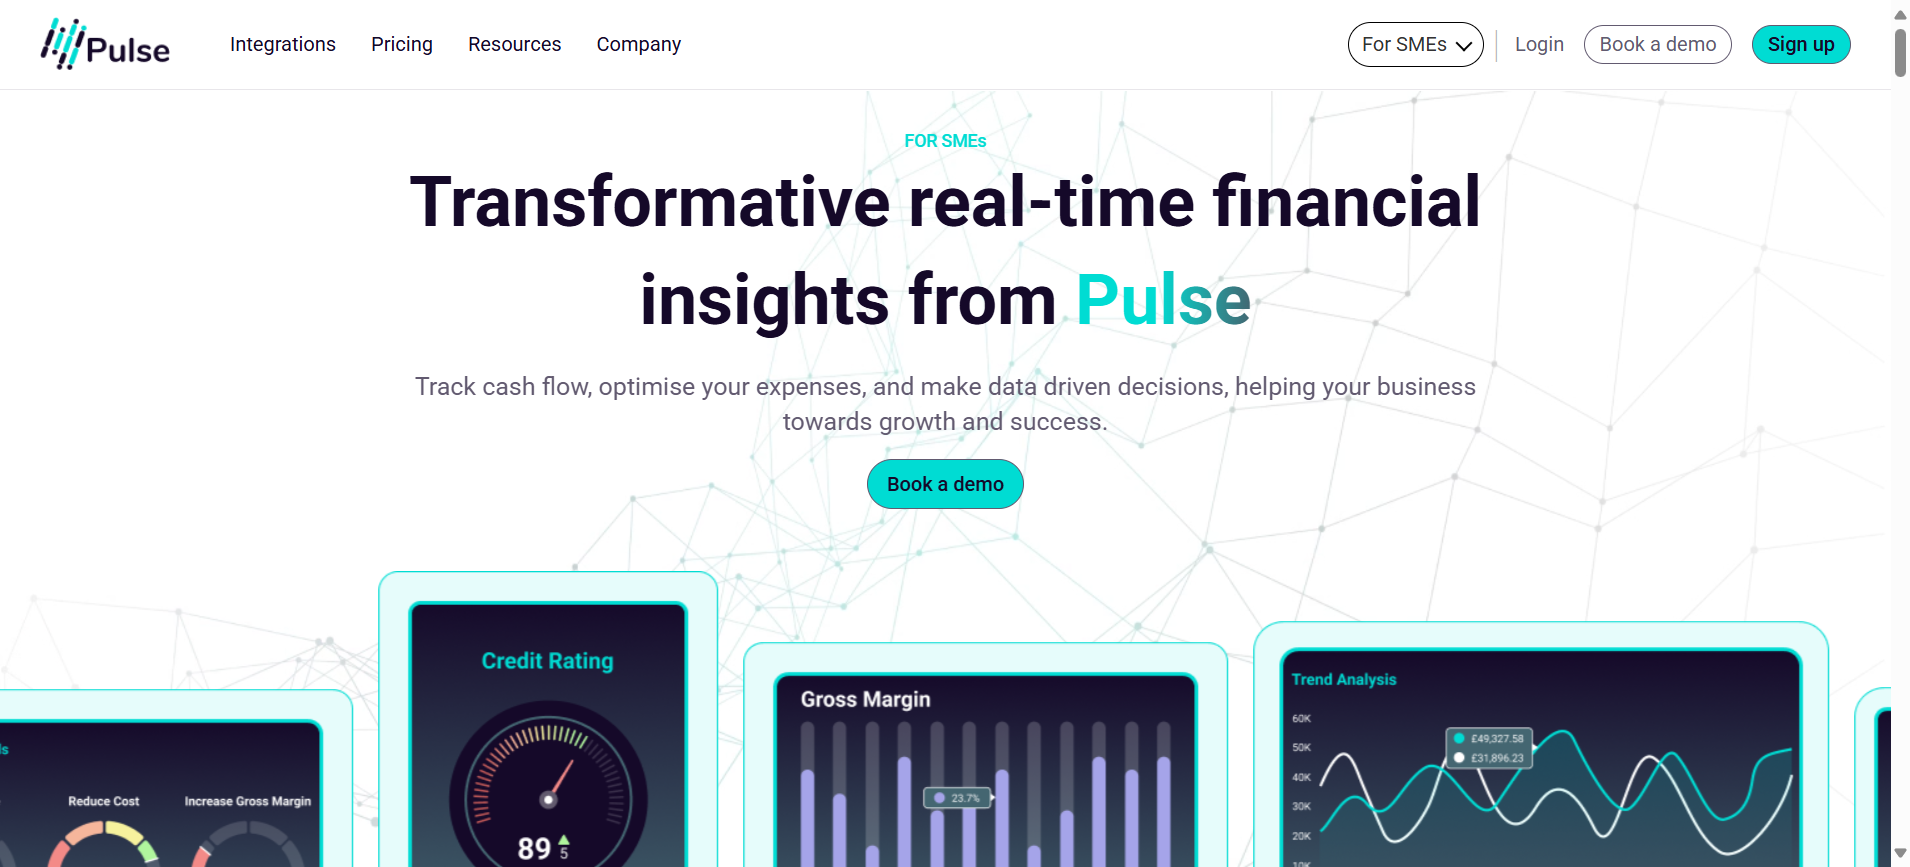 Pulse
Integrations
Pricing
Resources
Company
For SMEs
Login
Book a demo
Sign up
FOR SMEs
Transformative real-time financial
insights from Pulse
Track cash flow, optimise your expenses, and make data driven decisions, helping your business
towards growth and success.
Book a demo
Reduce Cost
Increase Gross Margin
Credit Rating
89
5
Gross Margin
23.7%
Trend Analysis
60K
50K
40K
30K
20K
10K
£49,327.58
£31,896.23